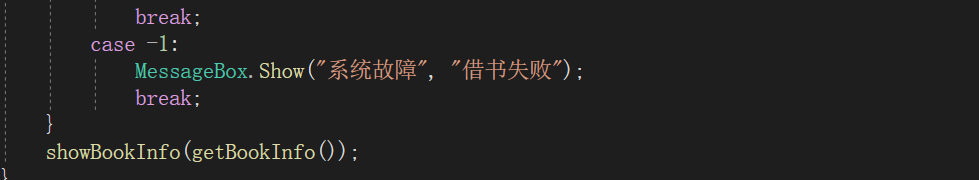 break;
case -1:
MessageBox.Show("系统故障", "借书失败");
break;
}
showBookInfo(getBookInfo());
}